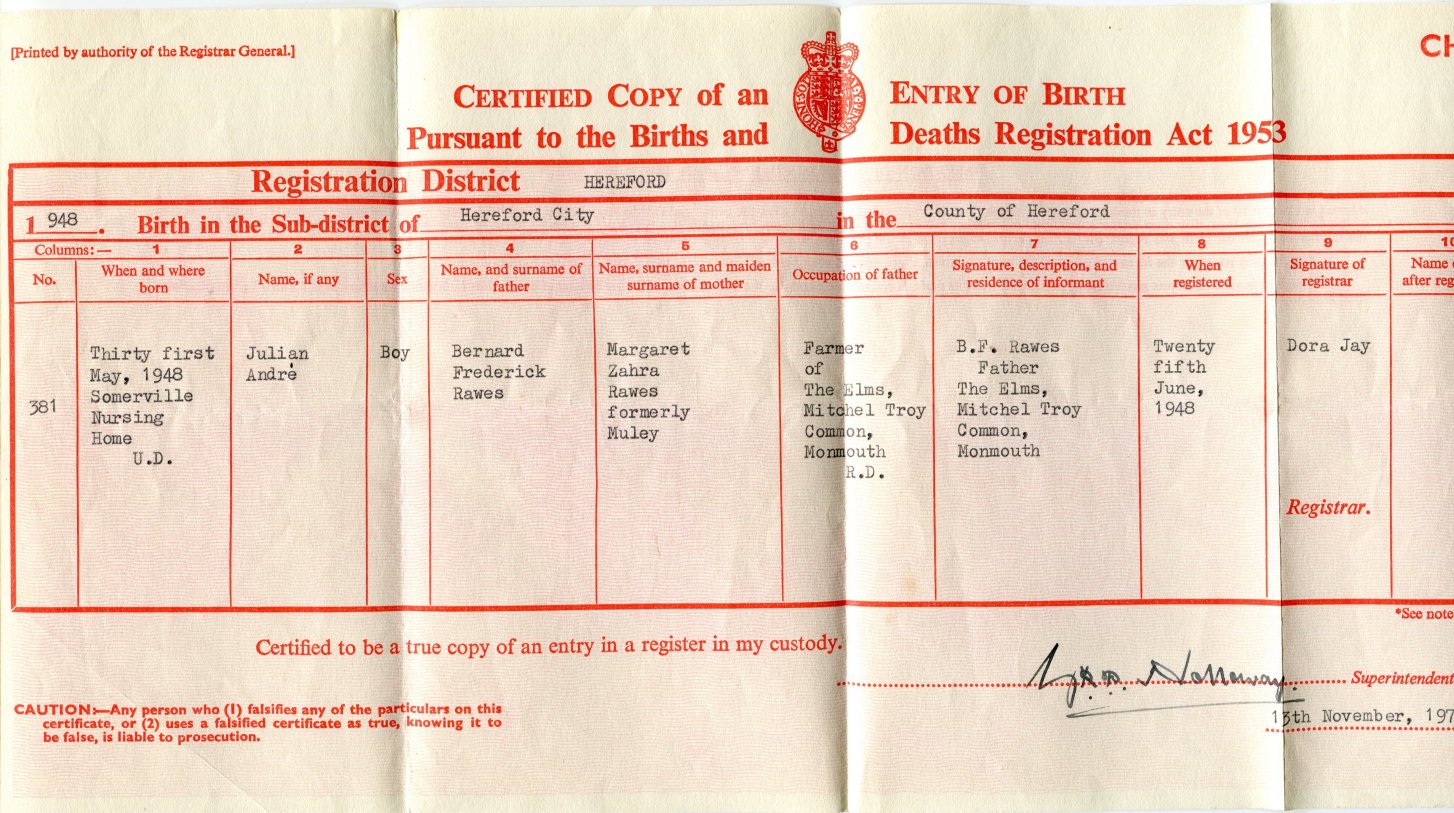 [Printed by authority of the Registrar General.]
CH
CERTIFIED COPY of an ENTRY OF BIRTH
Pursuant to the Births and Deaths Registration Act 1953
HONI SOIT
Registration District HEREFORD
1 948 . Birth in the Sub-district of Hereford City in the County of Hereford
Columns:— 1 2 3 4 5 6 7 8 9 10
No.
When and where
born
Name, if any
Sex
Name, and surname of
father
Name, surname and maiden
surname of mother
Occupation of father
Signature, description, and
residence of informant
When
registered
Signature of
registrar
Name
after reg
381
Thirty first
May, 1948
Somerville
Nursing
Home
U.D.
Julian
André
Boy
Bernard
Frederick
Rawes
Margaret
Zahra
Rawes
formerly
Muley
Farmer
of
The Elms,
Mitchel Troy
Common,
Monmouth
R.D.
B.F. Rawes
Father
The Elms,
Mitchel Troy
Common,
Monmouth
Twenty
fifth
June,
1948
Dora Jay
Registrar.
*See note
Certified to be a true copy of an entry in a register in my custody.
Holloway
Superintendent
13th November, 197
CAUTION:—Any person who (1) falsifies any of the particulars on this
certificate, or (2) uses a falsified certificate as true, knowing it to
be false, is liable to prosecution.